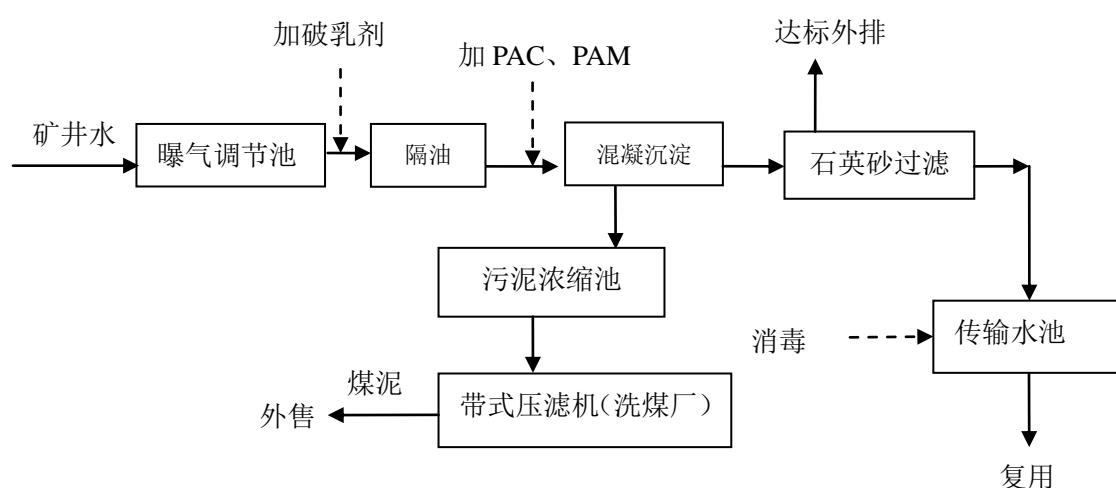 加破乳剂
达标外排
加 PAC、PAM
矿井水
曝气调节池
隔油
混凝沉淀
石英砂过滤
污泥浓缩池
消毒
传输水池
煤泥
带式压滤机（洗煤厂）
外售
复用